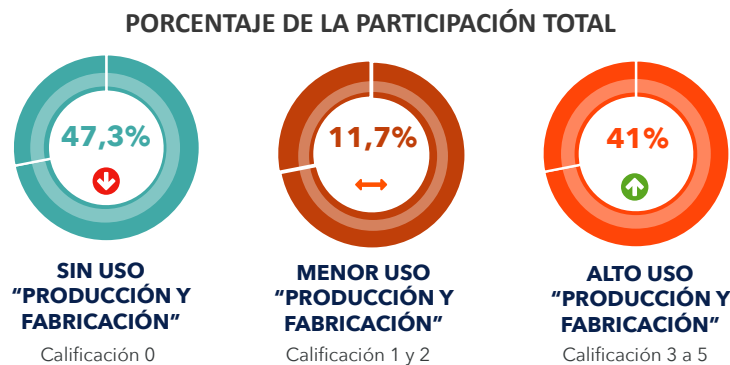 PORCENTAJE DE LA PARTICIPACIÓN TOTAL
47,3%
SIN USO
“PRODUCCIÓN Y
FABRICACIÓN”
Calificación 0
11,7%
MENOR USO
“PRODUCCIÓN Y
FABRICACIÓN”
Calificación 1 y 2
41%
ALTO USO
“PRODUCCIÓN Y
FABRICACIÓN”
Calificación 3 a 5